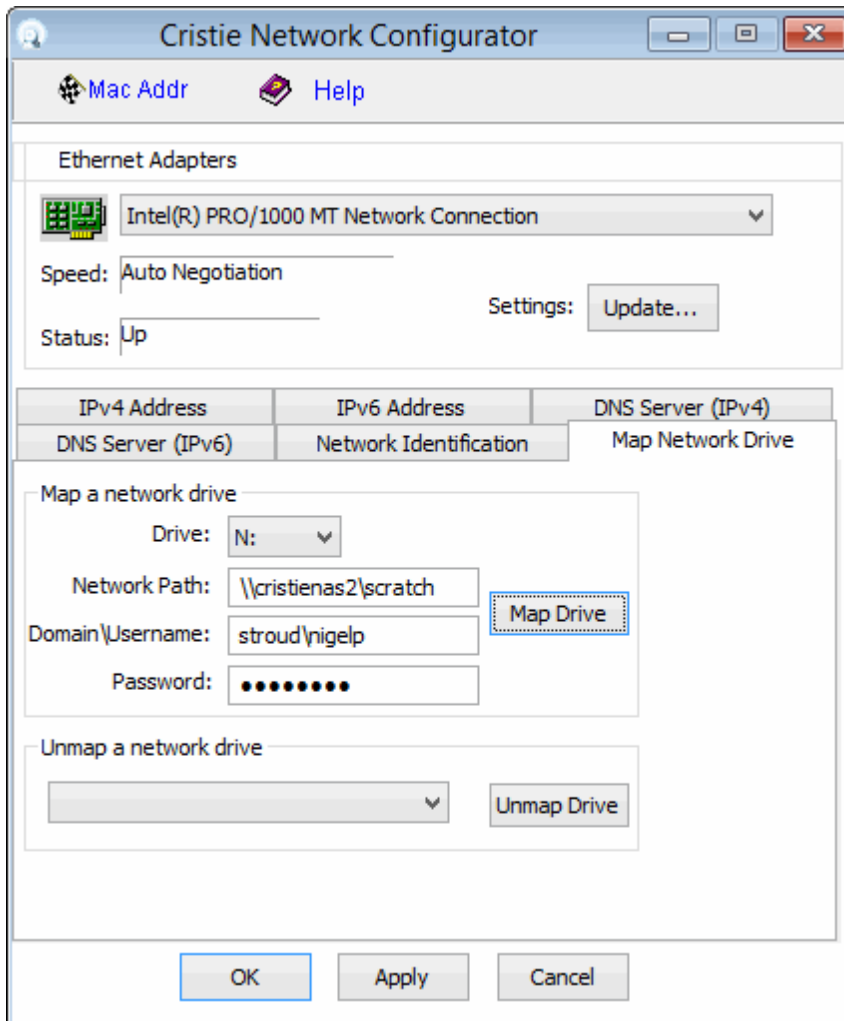 Cristie Network Configurator
Mac Addr Help
Ethernet Adapters
Intel(R) PRO/1000 MT Network Connection
Speed: Auto Negotiation
Settings: Update...
Status: Up
IPv4 Address IPv6 Address DNS Server (IPv4)
DNS Server (IPv6) Network Identification Map Network Drive
Map a network drive
Drive: N:
Network Path: \\cristienas2\scratch
Map Drive
Domain\Username: stroud\nigelp
Password: ●●●●●●●●
Unmap a network drive
Unmap Drive
OK Apply Cancel